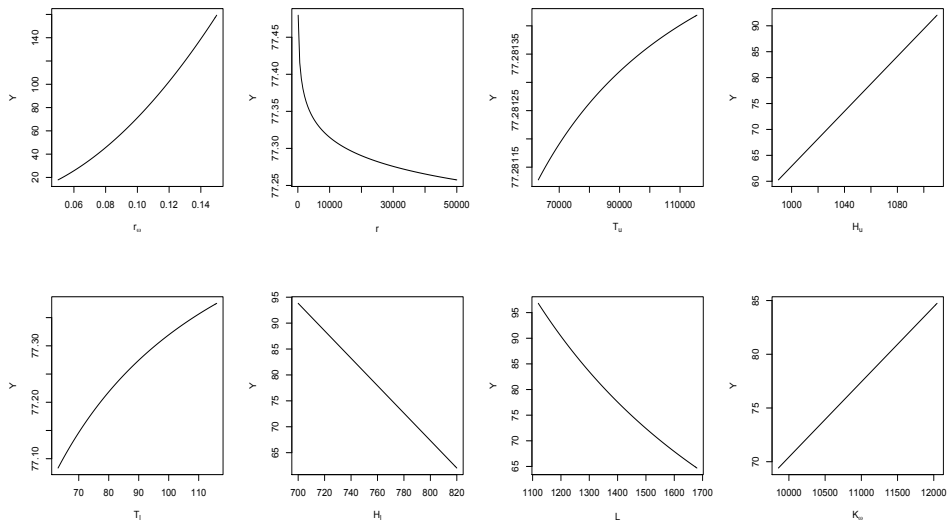 Y
20 40 60 80 100 140
0.06 0.08 0.10 0.12 0.14
rω
Y
77.25 77.30 77.35 77.40 77.45
0 10000 30000 50000
r
Y
77.28115 77.28125 77.28135
70000 90000 110000
Tu
Y
60 65 70 75 80 85 90
1000 1040 1080
Hu
Y
77.10 77.20 77.30
70 80 90 100 110
Tl
Y
65 70 75 80 85 90 95
700 720 740 760 780 800 820
Hl
Y
65 70 75 80 85 90 95
1100 1200 1300 1400 1500 1600 1700
L
Y
70 75 80 85
10000 10500 11000 11500 12000
Kω